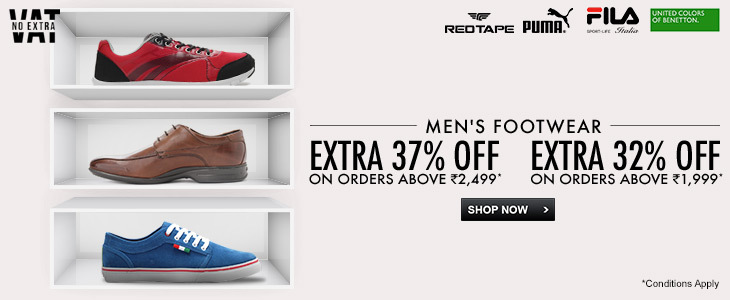 NO EXTRA
VAT
REDTAPE
PUMA
FILA
SPORT-LIFE Italia
UNITED COLORS
OF BENETTON.
MEN'S FOOTWEAR
EXTRA 37% OFF
ON ORDERS ABOVE ₹2,499*
EXTRA 32% OFF
ON ORDERS ABOVE ₹1,999*
SHOP NOW >
*Conditions Apply